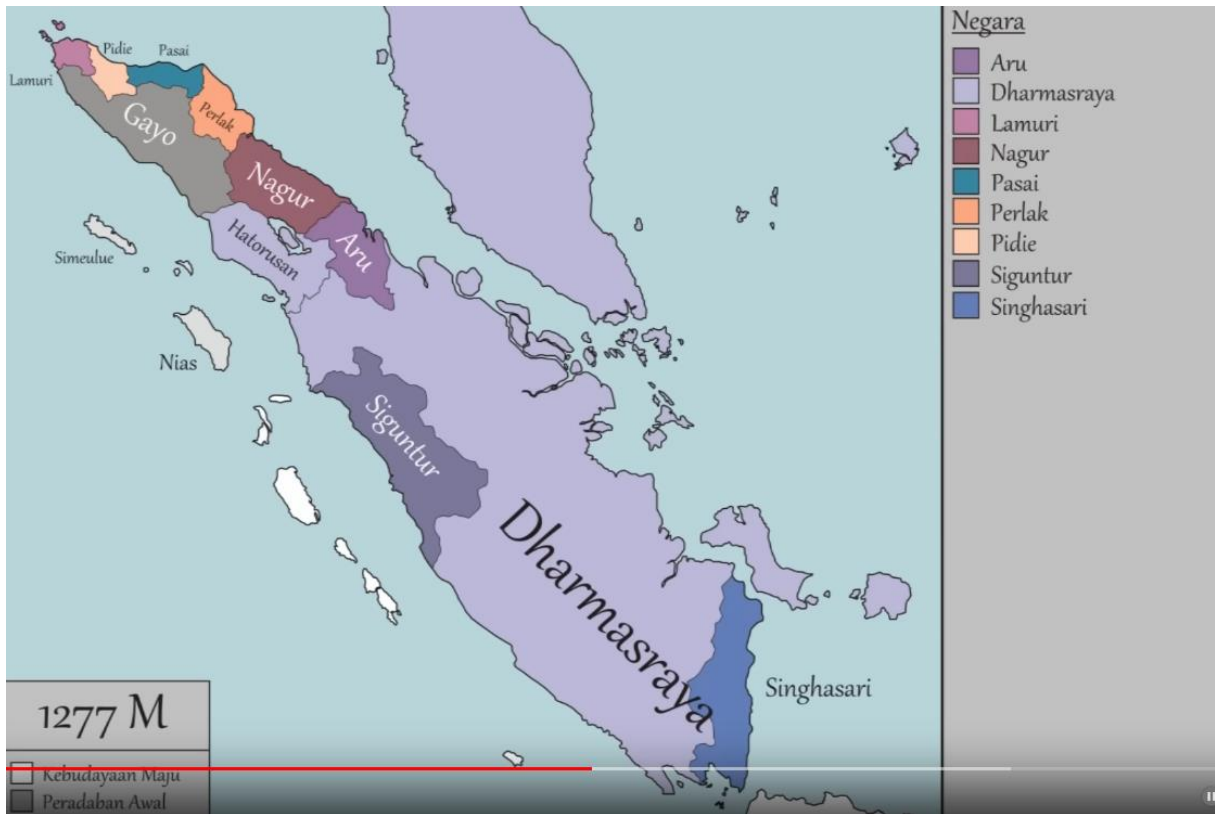 Negara
Aru
Dharmasraya
Lamuri
Nagur
Pasai
Perlak
Pidie
Siguntur
Singhasari
Pidie
Pasai
Lamuri
Gayo
Perlak
Nagur
Hatorusan
Aru
Simeulue
Nias
Siguntur
Dharmasraya
Singhasari
1277 M
Kebudayaan Maju
Peradaban Awal